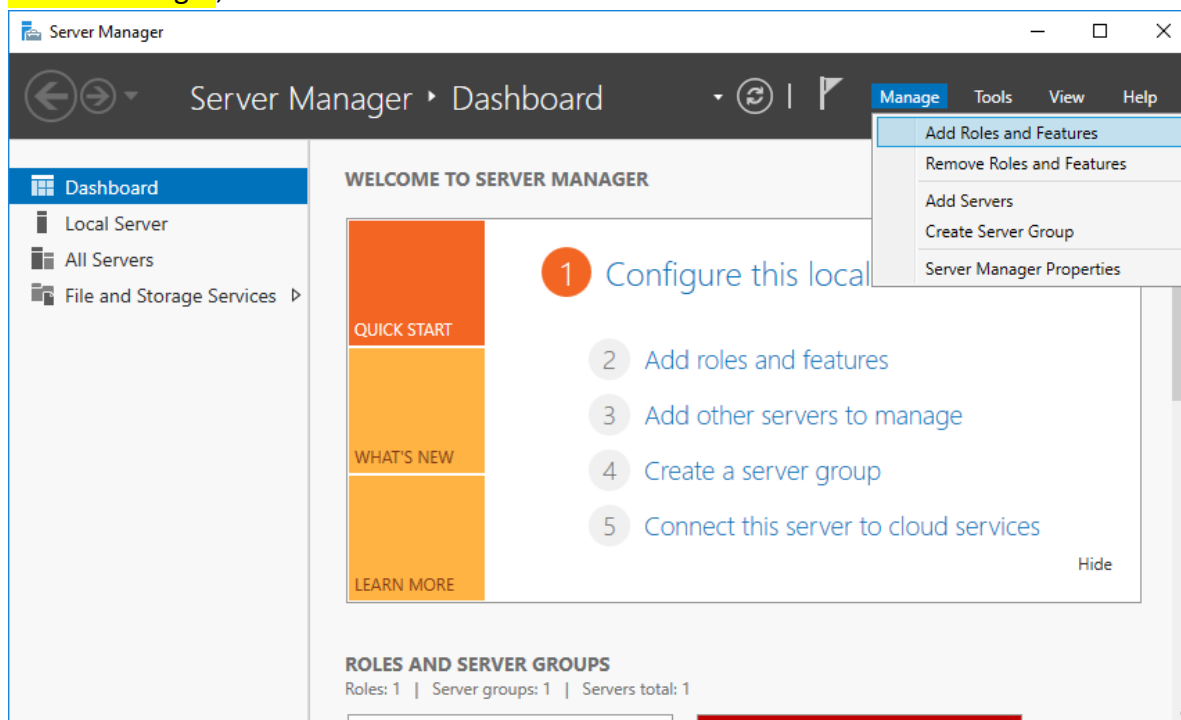 Server Manager
Server Manager • Dashboard
Manage Tools View Help
Add Roles and Features
Remove Roles and Features
Add Servers
Create Server Group
Server Manager Properties
Dashboard
Local Server
All Servers
File and Storage Services
WELCOME TO SERVER MANAGER
QUICK START
WHAT'S NEW
LEARN MORE
1 Configure this local
2 Add roles and features
3 Add other servers to manage
4 Create a server group
5 Connect this server to cloud services
Hide
ROLES AND SERVER GROUPS
Roles: 1 | Server groups: 1 | Servers total: 1